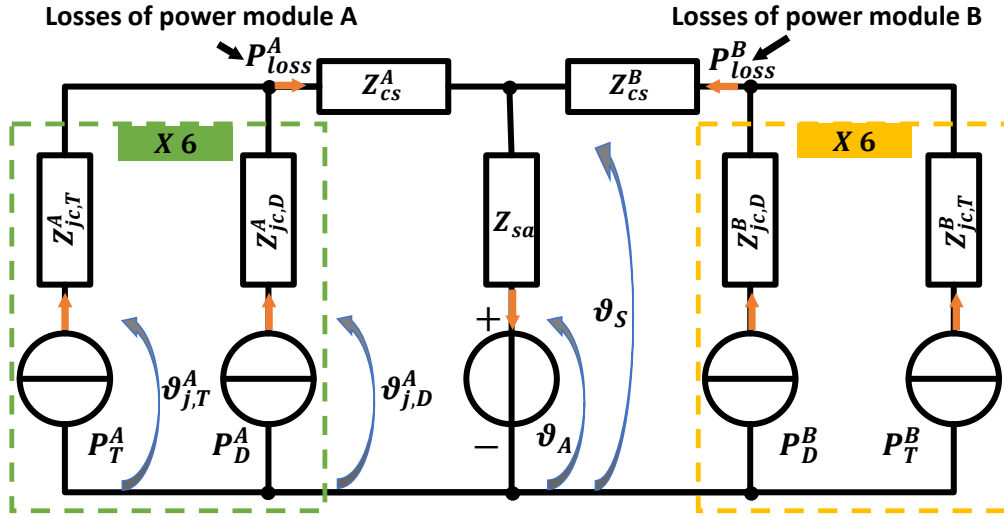 Losses of power module A
Losses of power module B
P^A_loss
P^B_loss
Z^A_cs
Z^B_cs
X 6
X 6
Z^A_jc,T
Z^A_jc,D
Z_sa
Z^B_jc,D
Z^B_jc,T
ϑ_S
+
ϑ^A_j,T
ϑ^A_j,D
ϑ_A
−
P^A_T
P^A_D
P^B_D
P^B_T